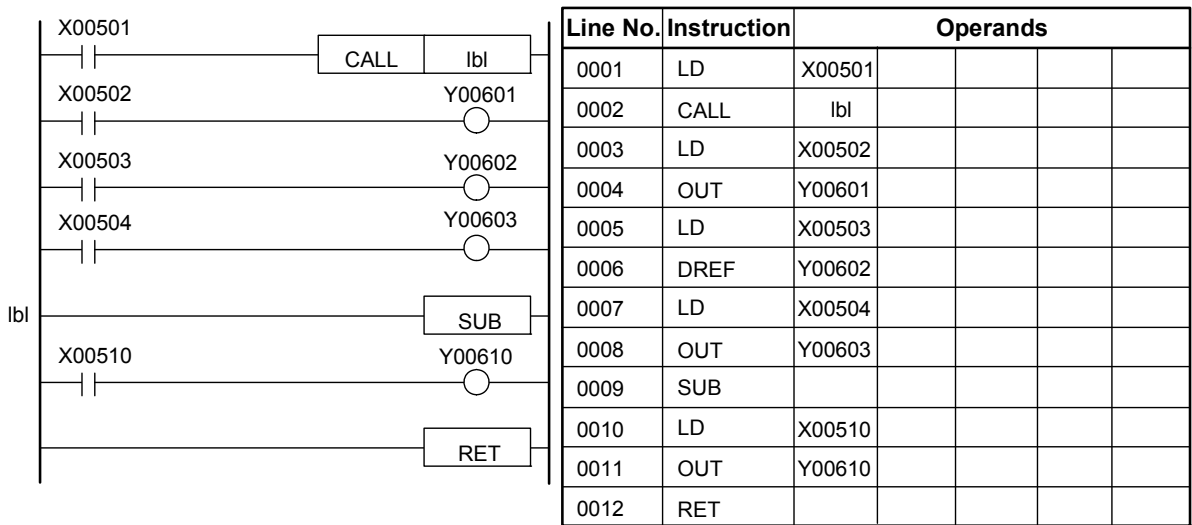 X00501
CALL lbl
X00502 Y00601
X00503 Y00602
X00504 Y00603
lbl SUB
X00510 Y00610
RET
Line No. Instruction Operands
0001 LD X00501
0002 CALL lbl
0003 LD X00502
0004 OUT Y00601
0005 LD X00503
0006 DREF Y00602
0007 LD X00504
0008 OUT Y00603
0009 SUB
0010 LD X00510
0011 OUT Y00610
0012 RET